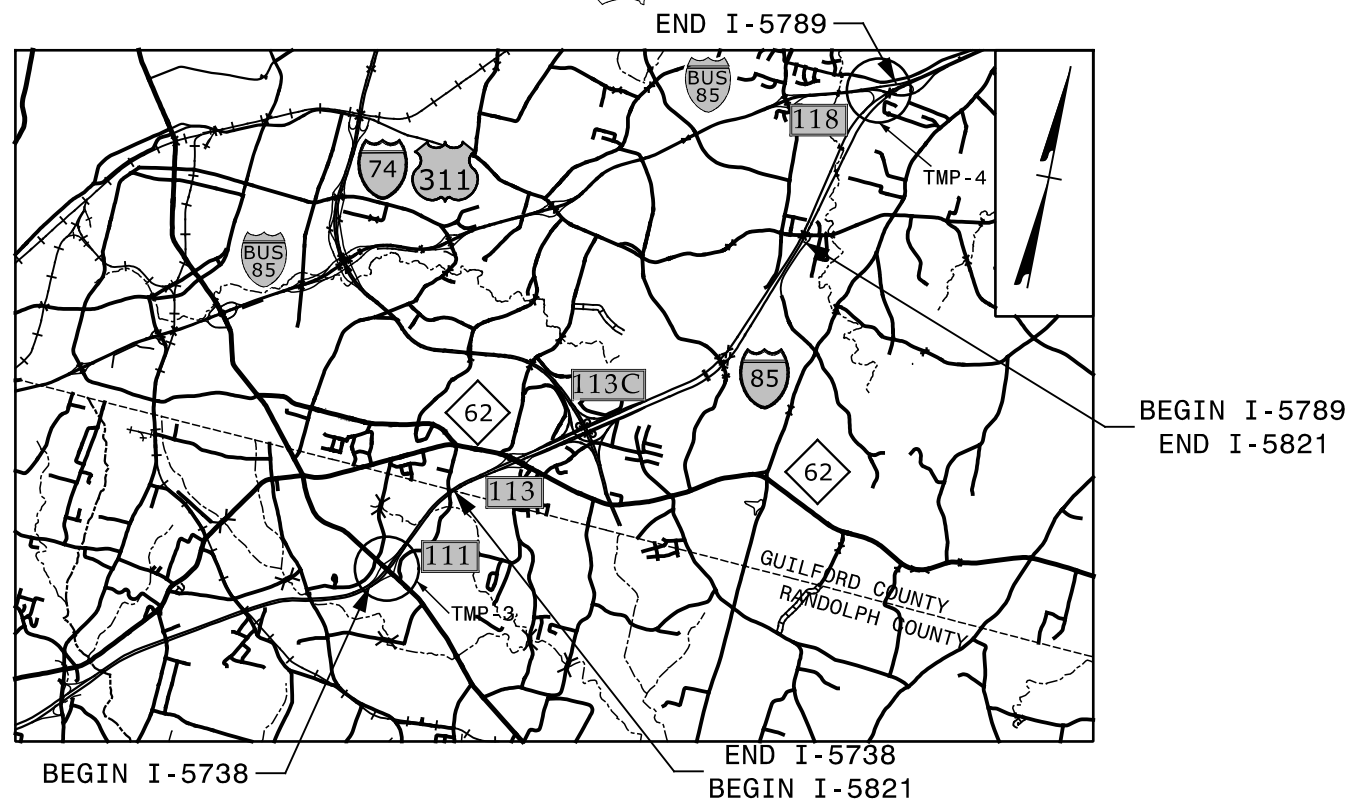 END I-5789
BUS
85
118
74
311
TMP-4
BUS
85
113C
85
62
BEGIN I-5789
END I-5821
62
113
111
GUILFORD COUNTY
RANDOLPH COUNTY
TMP-3
BEGIN I-5738
END I-5738
BEGIN I-5821